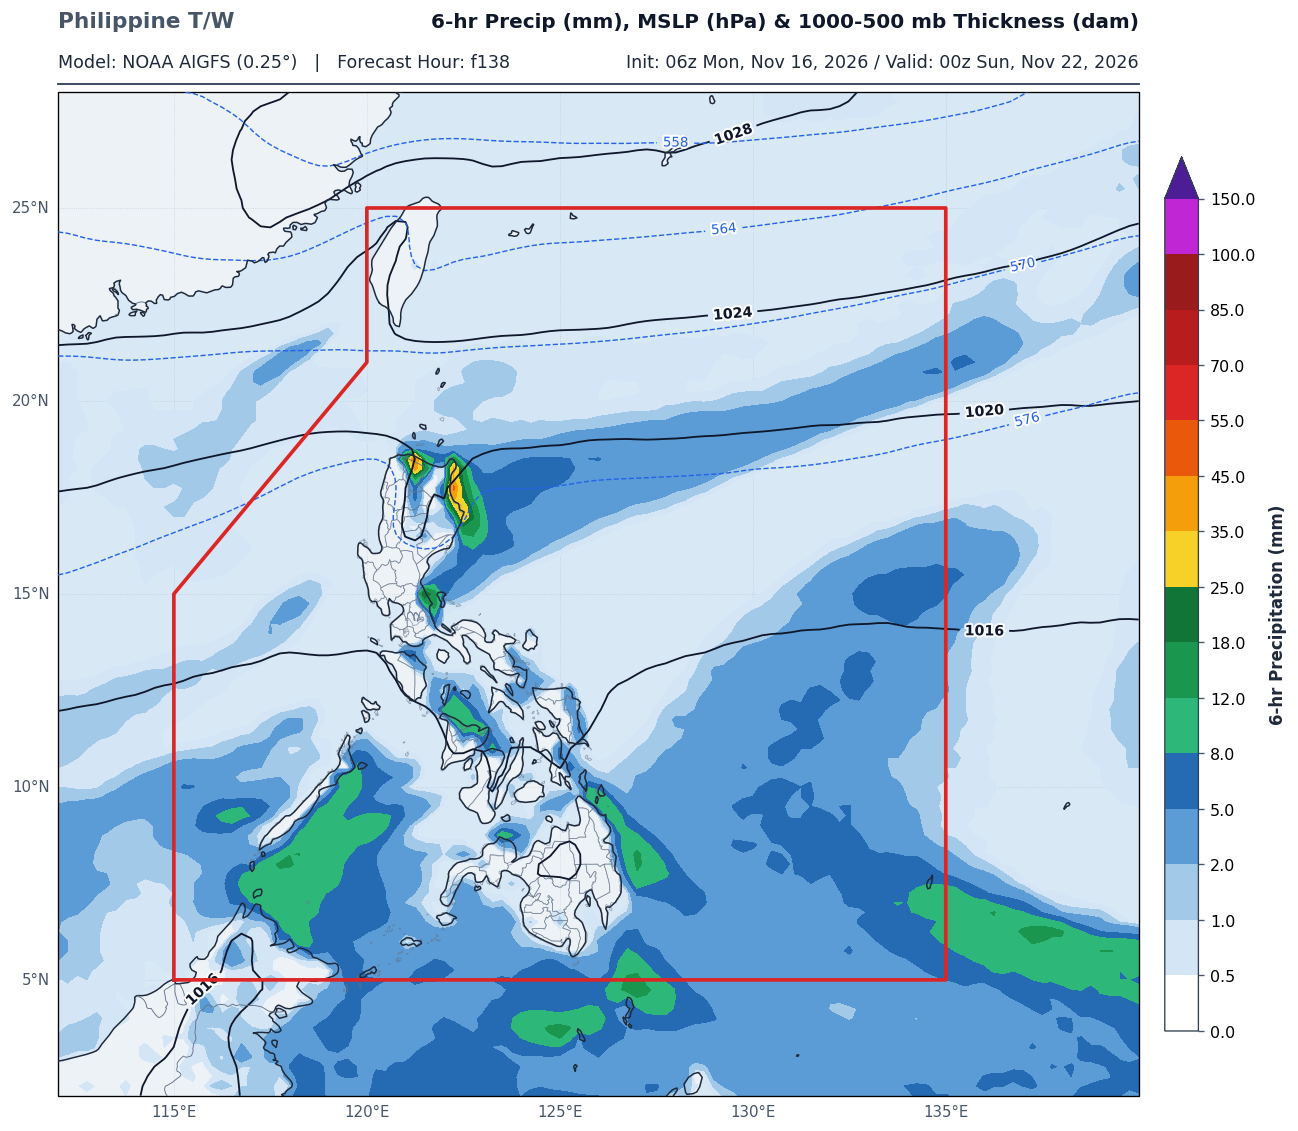 Philippine T/W
6-hr Precip (mm), MSLP (hPa) & 1000-500 mb Thickness (dam)
Model: NOAA AIGFS (0.25°) | Forecast Hour: f138
Init: 06z Mon, Nov 16, 2026 / Valid: 00z Sun, Nov 22, 2026
1028
558
564
570
1024
1020
576
1016
1016
25°N
20°N
15°N
10°N
5°N
115°E
120°E
125°E
130°E
135°E
150.0
100.0
85.0
70.0
55.0
45.0
35.0
25.0
18.0
12.0
8.0
5.0
2.0
1.0
0.5
0.0
6-hr Precipitation (mm)